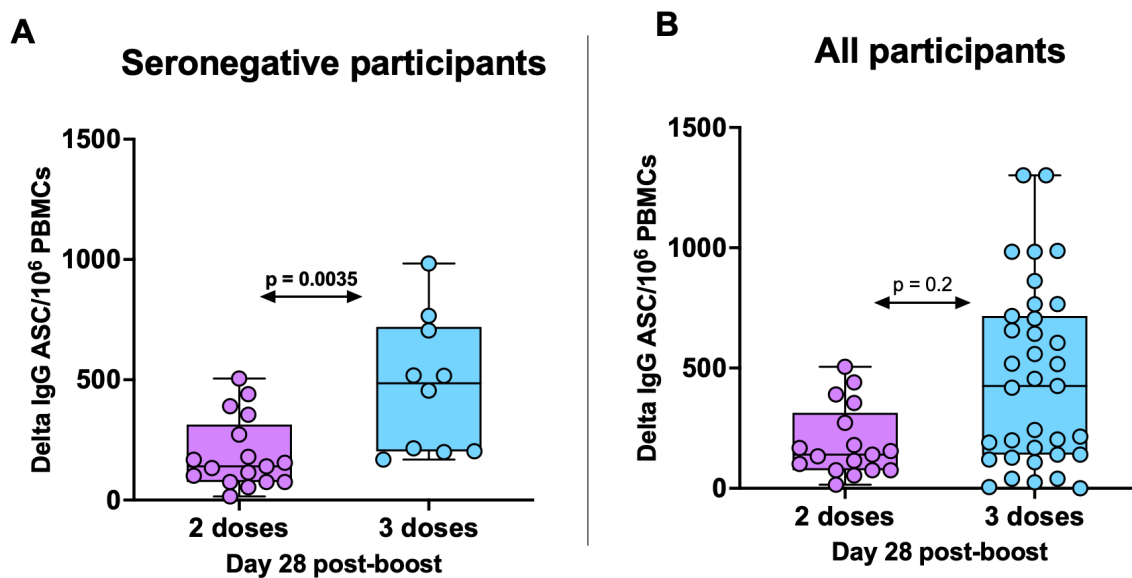 A
Seronegative participants
Delta IgG ASC/10⁶ PBMCs
1500
1000
500
0
p = 0.0035
2 doses
3 doses
Day 28 post-boost
B
All participants
Delta IgG ASC/10⁶ PBMCs
1500
1000
500
0
p = 0.2
2 doses
3 doses
Day 28 post-boost